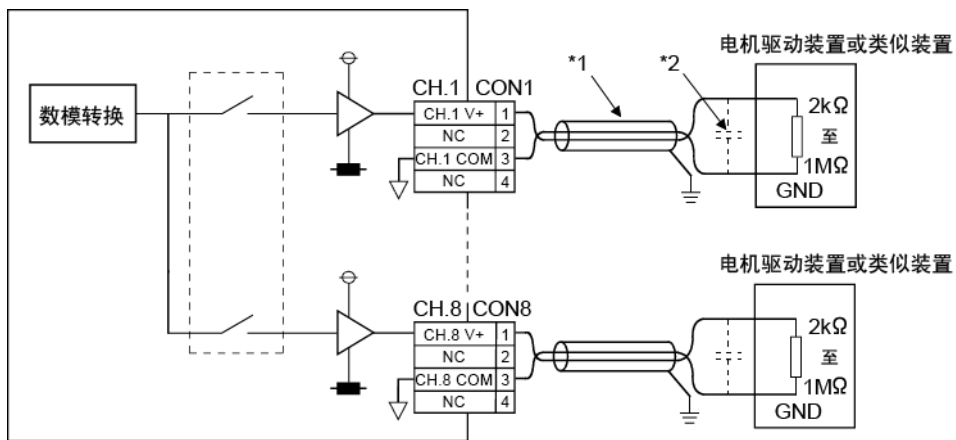 电机驱动装置或类似装置
*1
*2
CH.1 CON1
数模转换
CH.1 V+ 1
NC 2
CH.1 COM 3
NC 4
2kΩ
至
1MΩ
GND
电机驱动装置或类似装置
CH.8 CON8
CH.8 V+ 1
NC 2
CH.8 COM 3
NC 4
2kΩ
至
1MΩ
GND